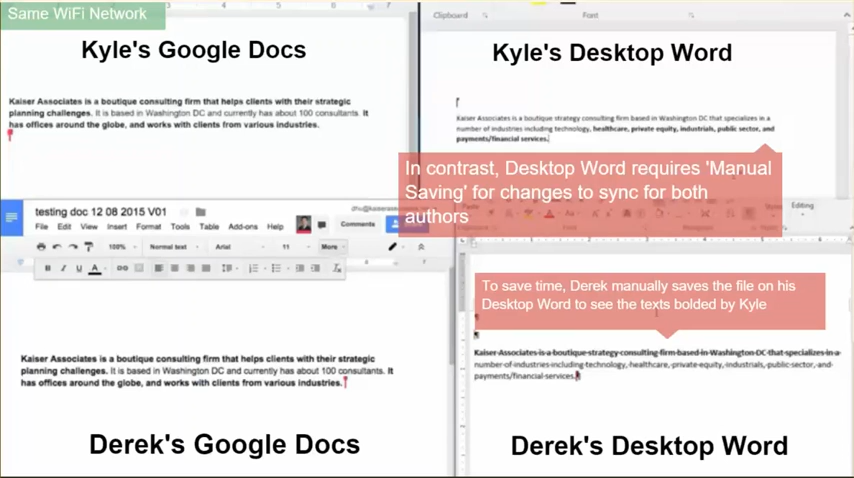 Same WiFi Network
Kyle's Google Docs
Kaiser Associates is a boutique consulting firm that helps clients with their strategic
planning challenges. It is based in Washington DC and currently has about 100 consultants. It
has offices around the globe, and works with clients from various industries.
Clipboard
Font
Kyle's Desktop Word
Kaiser Associates is a boutique strategy consulting firm based in Washington DC that specializes in a
number of industries including technology, healthcare, private equity, industrials, public sector, and
payments/financial services.
In contrast, Desktop Word requires 'Manual
Saving' for changes to sync for both
authors
testing doc 12 08 2015 V01
File Edit View Insert Format Tools Table Add-ons Help
Comments
100% Normal text Arial 11 More
B I U A
Editing
To save time, Derek manually saves the file on his
Desktop Word to see the texts bolded by Kyle
Kaiser Associates is a boutique consulting firm that helps clients with their strategic
planning challenges. It is based in Washington DC and currently has about 100 consultants. It
has offices around the globe, and works with clients from various industries.
Derek's Google Docs
Kaiser Associates is a boutique strategy consulting firm based in Washington DC that specializes in a
number of industries including technology, healthcare, private equity, industrials, public sector, and
payments/financial services.
Derek's Desktop Word